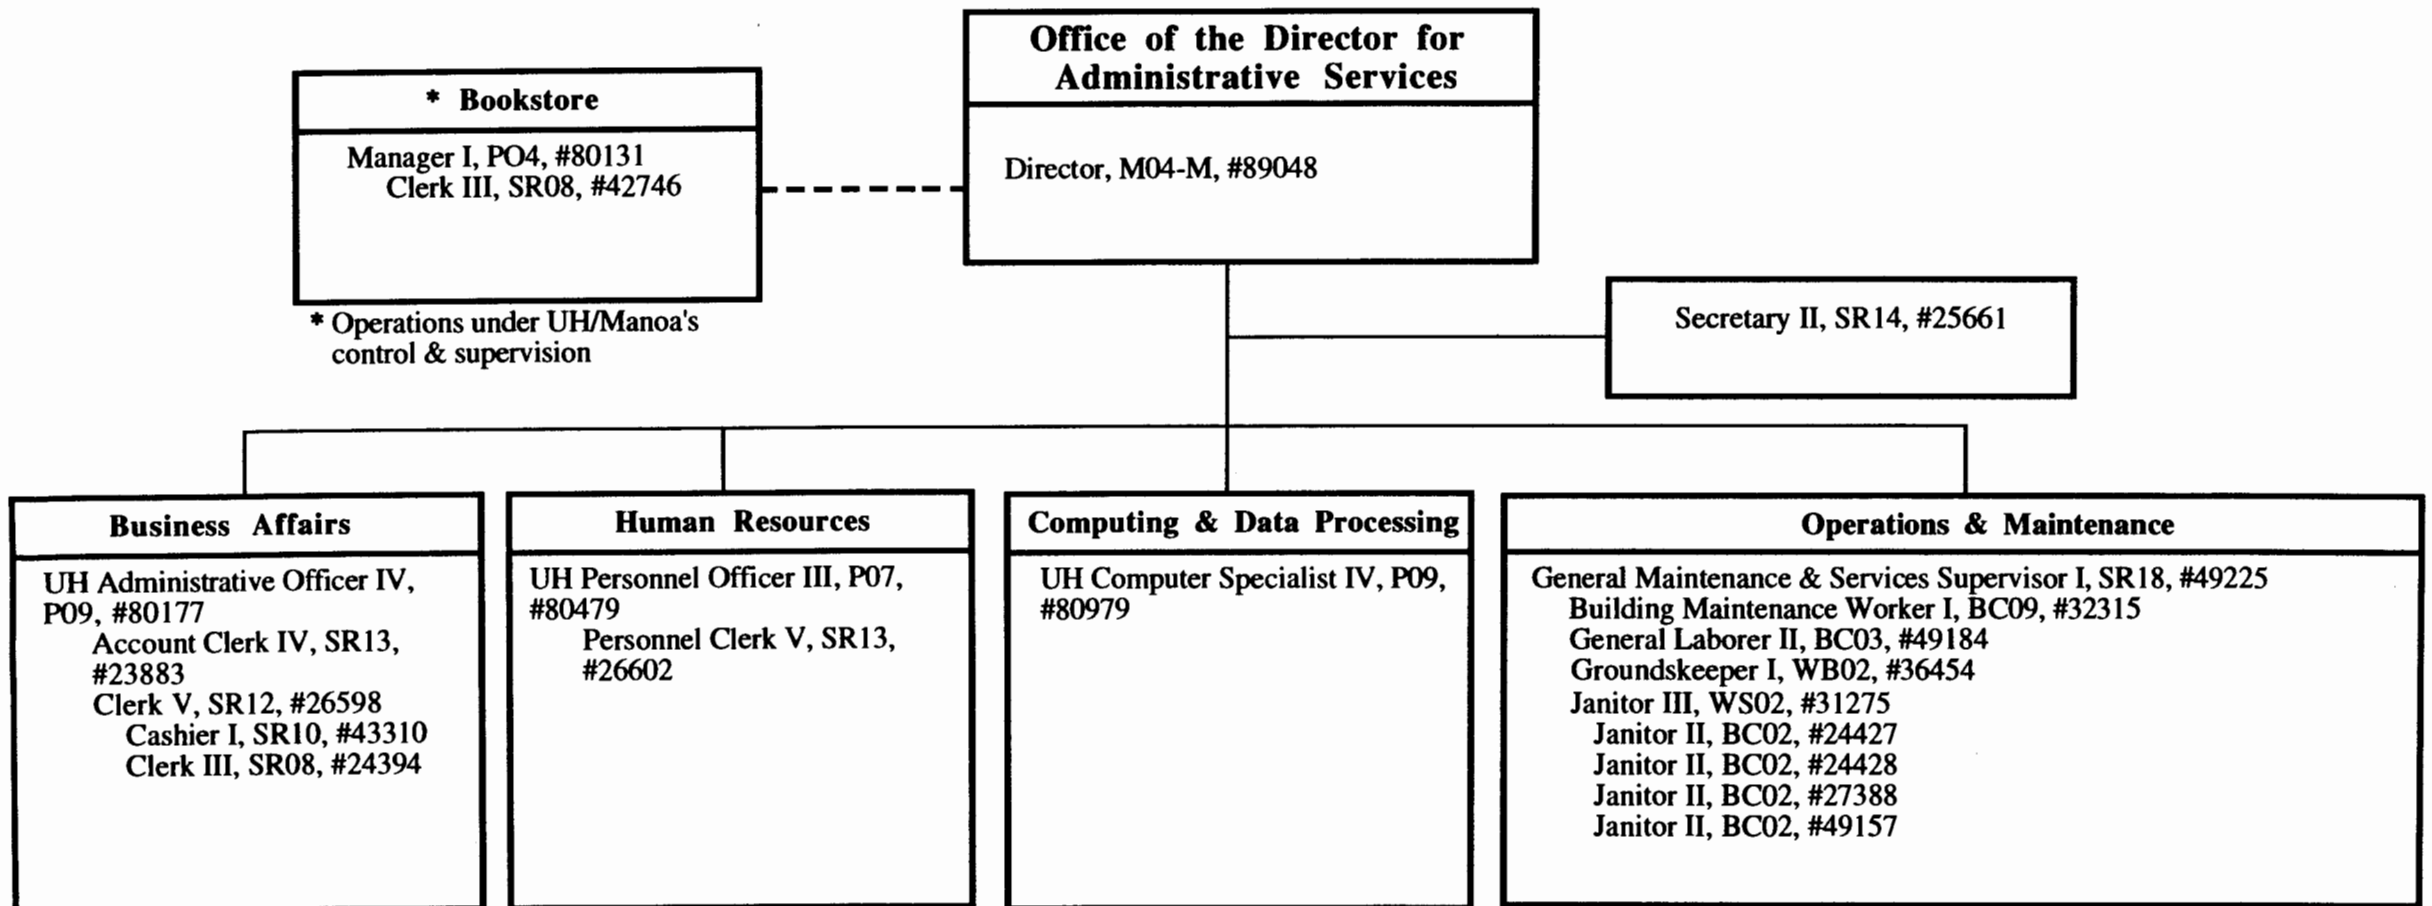 Office of the Director for
Administrative Services
Director, M04-M, #89048
* Bookstore
Manager I, PO4, #80131
Clerk III, SR08, #42746
* Operations under UH/Manoa's
control & supervision
Secretary II, SR14, #25661
Business Affairs
UH Administrative Officer IV,
P09, #80177
Account Clerk IV, SR13,
#23883
Clerk V, SR12, #26598
Cashier I, SR10, #43310
Clerk III, SR08, #24394
Human Resources
UH Personnel Officer III, P07,
#80479
Personnel Clerk V, SR13,
#26602
Computing & Data Processing
UH Computer Specialist IV, P09,
#80979
Operations & Maintenance
General Maintenance & Services Supervisor I, SR18, #49225
Building Maintenance Worker I, BC09, #32315
General Laborer II, BC03, #49184
Groundskeeper I, WB02, #36454
Janitor III, WS02, #31275
Janitor II, BC02, #24427
Janitor II, BC02, #24428
Janitor II, BC02, #27388
Janitor II, BC02, #49157